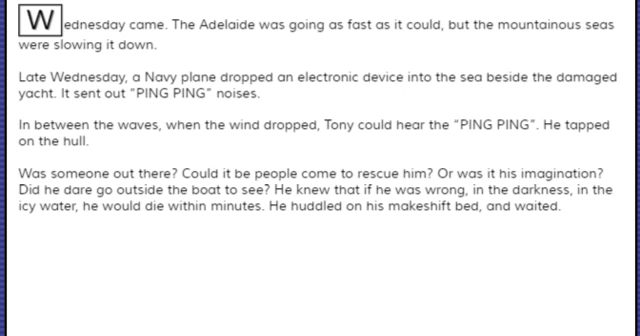 Wednesday came. The Adelaide was going as fast as it could, but the mountainous seas
were slowing it down.
Late Wednesday, a Navy plane dropped an electronic device into the sea beside the damaged
yacht. It sent out "PING PING" noises.
In between the waves, when the wind dropped, Tony could hear the "PING PING". He tapped
on the hull.
Was someone out there? Could it be people come to rescue him? Or was it his imagination?
Did he dare go outside the boat to see? He knew that if he was wrong, in the darkness, in the
icy water, he would die within minutes. He huddled on his makeshift bed, and waited.